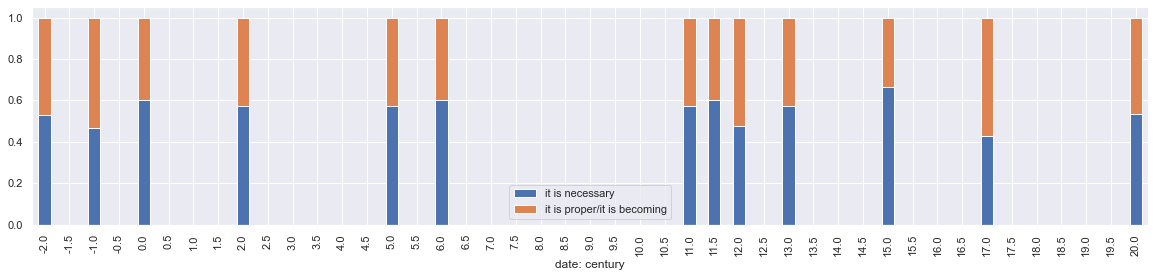 1.0
0.8
0.6
0.4
0.2
0.0
it is necessary
it is proper/it is becoming
-2.0 -1.5 -1.0 -0.5 0.0 0.5 1.0 1.5 2.0 2.5 3.0 3.5 4.0 4.5 5.0 5.5 6.0 6.5 7.0 7.5 8.0 8.5 9.0 9.5 10.0 10.5 11.0 11.5 12.0 12.5 13.0 13.5 14.0 14.5 15.0 15.5 16.0 16.5 17.0 17.5 18.0 18.5 19.0 19.5 20.0
date: century